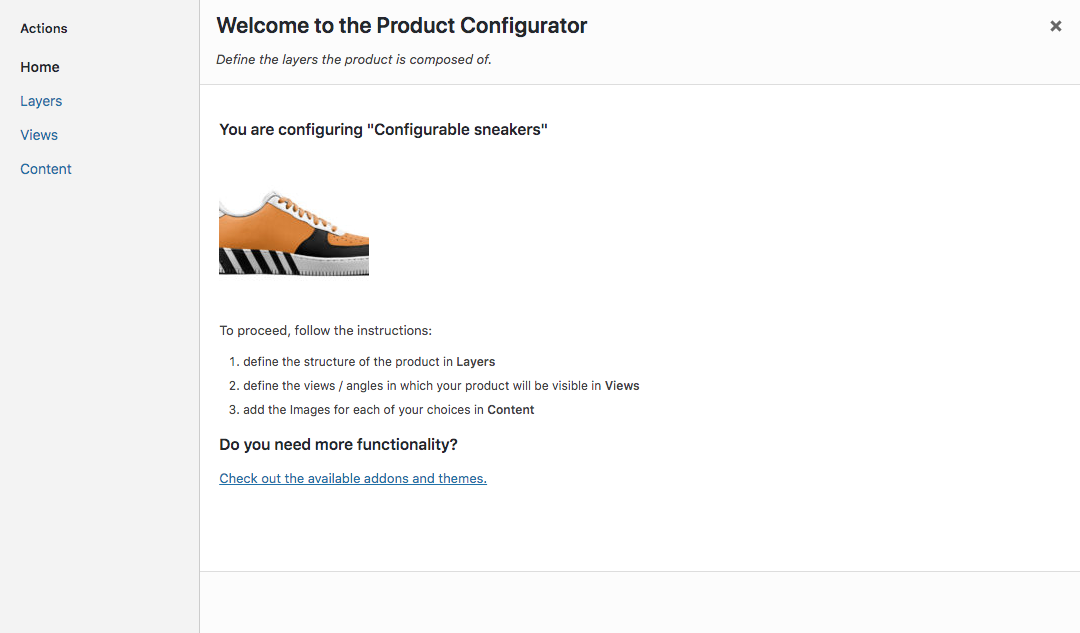 Actions
Home
Layers
Views
Content
Welcome to the Product Configurator
Define the layers the product is composed of.
You are configuring "Configurable sneakers"
To proceed, follow the instructions:
1. define the structure of the product in Layers
2. define the views / angles in which your product will be visible in Views
3. add the Images for each of your choices in Content
Do you need more functionality?
Check out the available addons and themes.